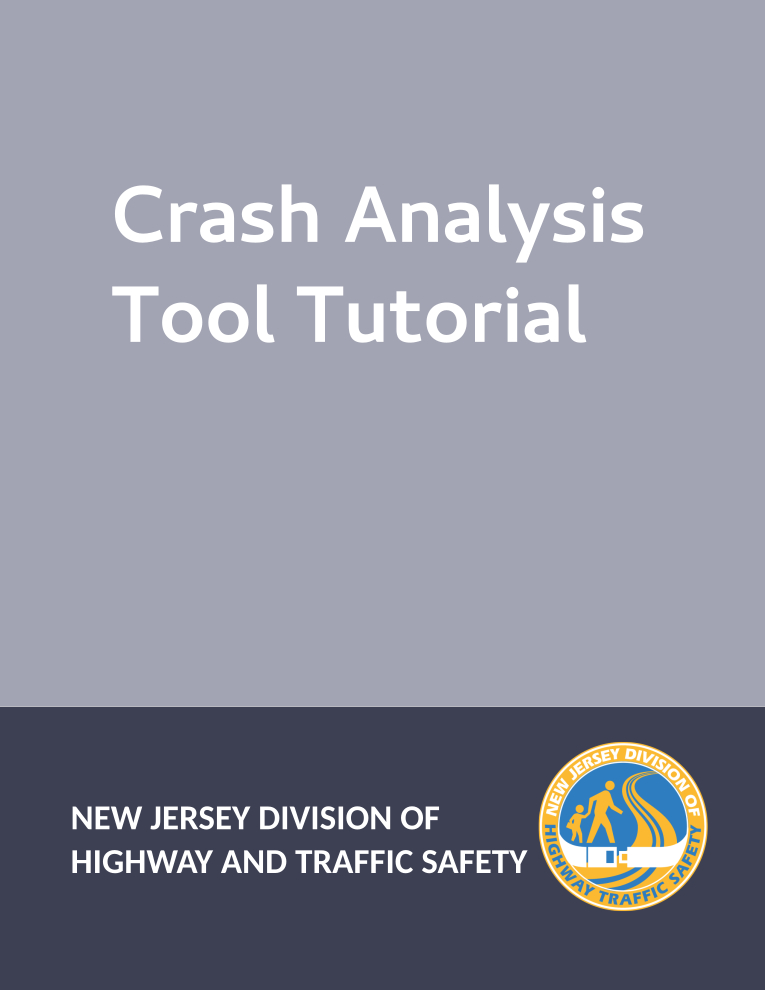 Crash Analysis
Tool Tutorial
NEW JERSEY DIVISION OF
HIGHWAY AND TRAFFIC SAFETY
NEW JERSEY DIVISION OF
HIGHWAY TRAFFIC SAFETY